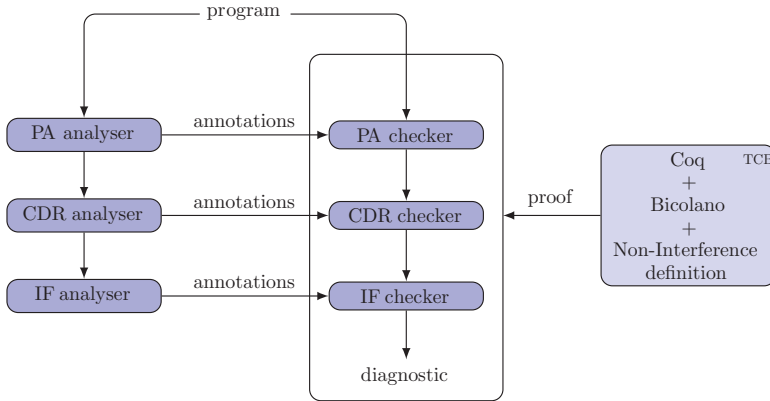 program
PA analyser
annotations
PA checker
CDR analyser
annotations
CDR checker
IF analyser
annotations
IF checker
diagnostic
proof
TCB
Coq
+
Bicolano
+
Non-Interference
definition